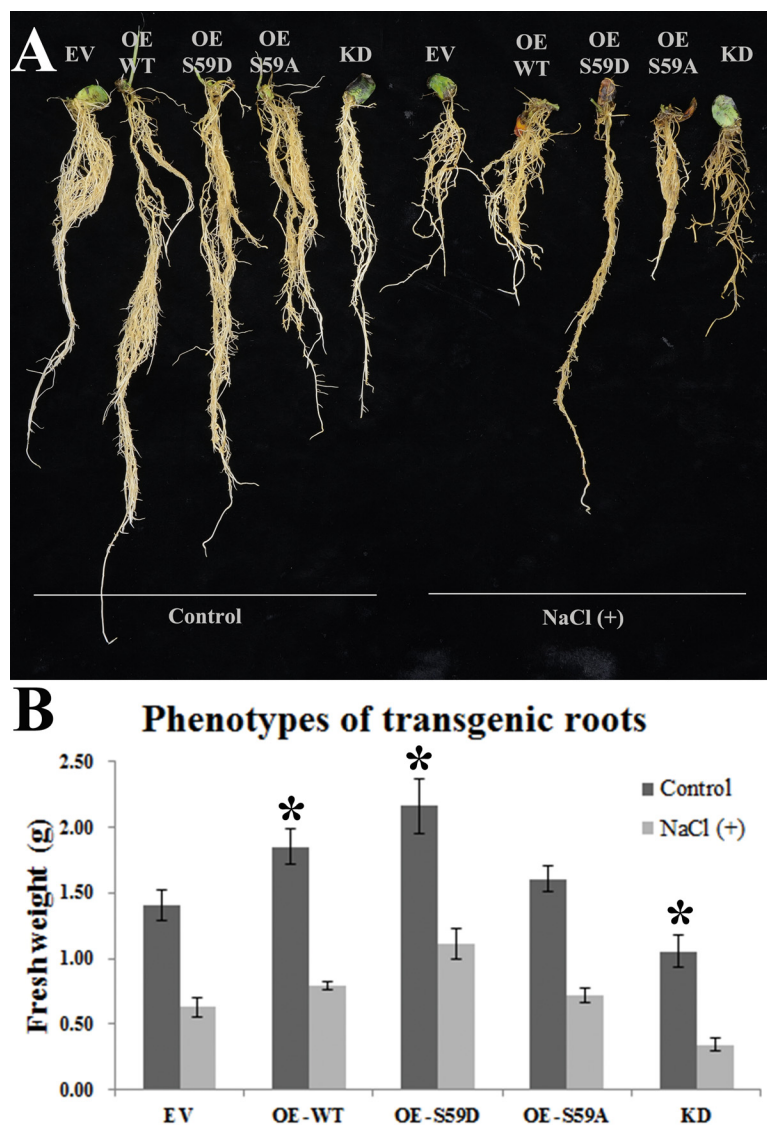 A
EV
OE
WT
OE
S59D
OE
S59A
KD
EV
OE
WT
OE
S59D
OE
S59A
KD
Control
NaCl (+)
B
Phenotypes of transgenic roots
Fresh weight (g)
2.50
2.00
1.50
1.00
0.50
0.00
*
*
*
Control
NaCl (+)
EV
OE-WT
OE-S59D
OE-S59A
KD